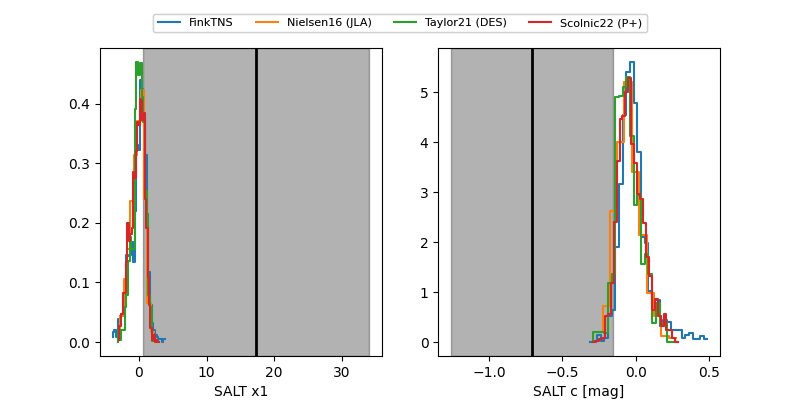 FinkTNS Nielsen16 (JLA) Taylor21 (DES) Scolnic22 (P+)
0.4
0.3
0.2
0.1
0.0
0 10 20 30
SALT x1
5
4
3
2
1
0
−1.0 −0.5 0.0 0.5
SALT c [mag]